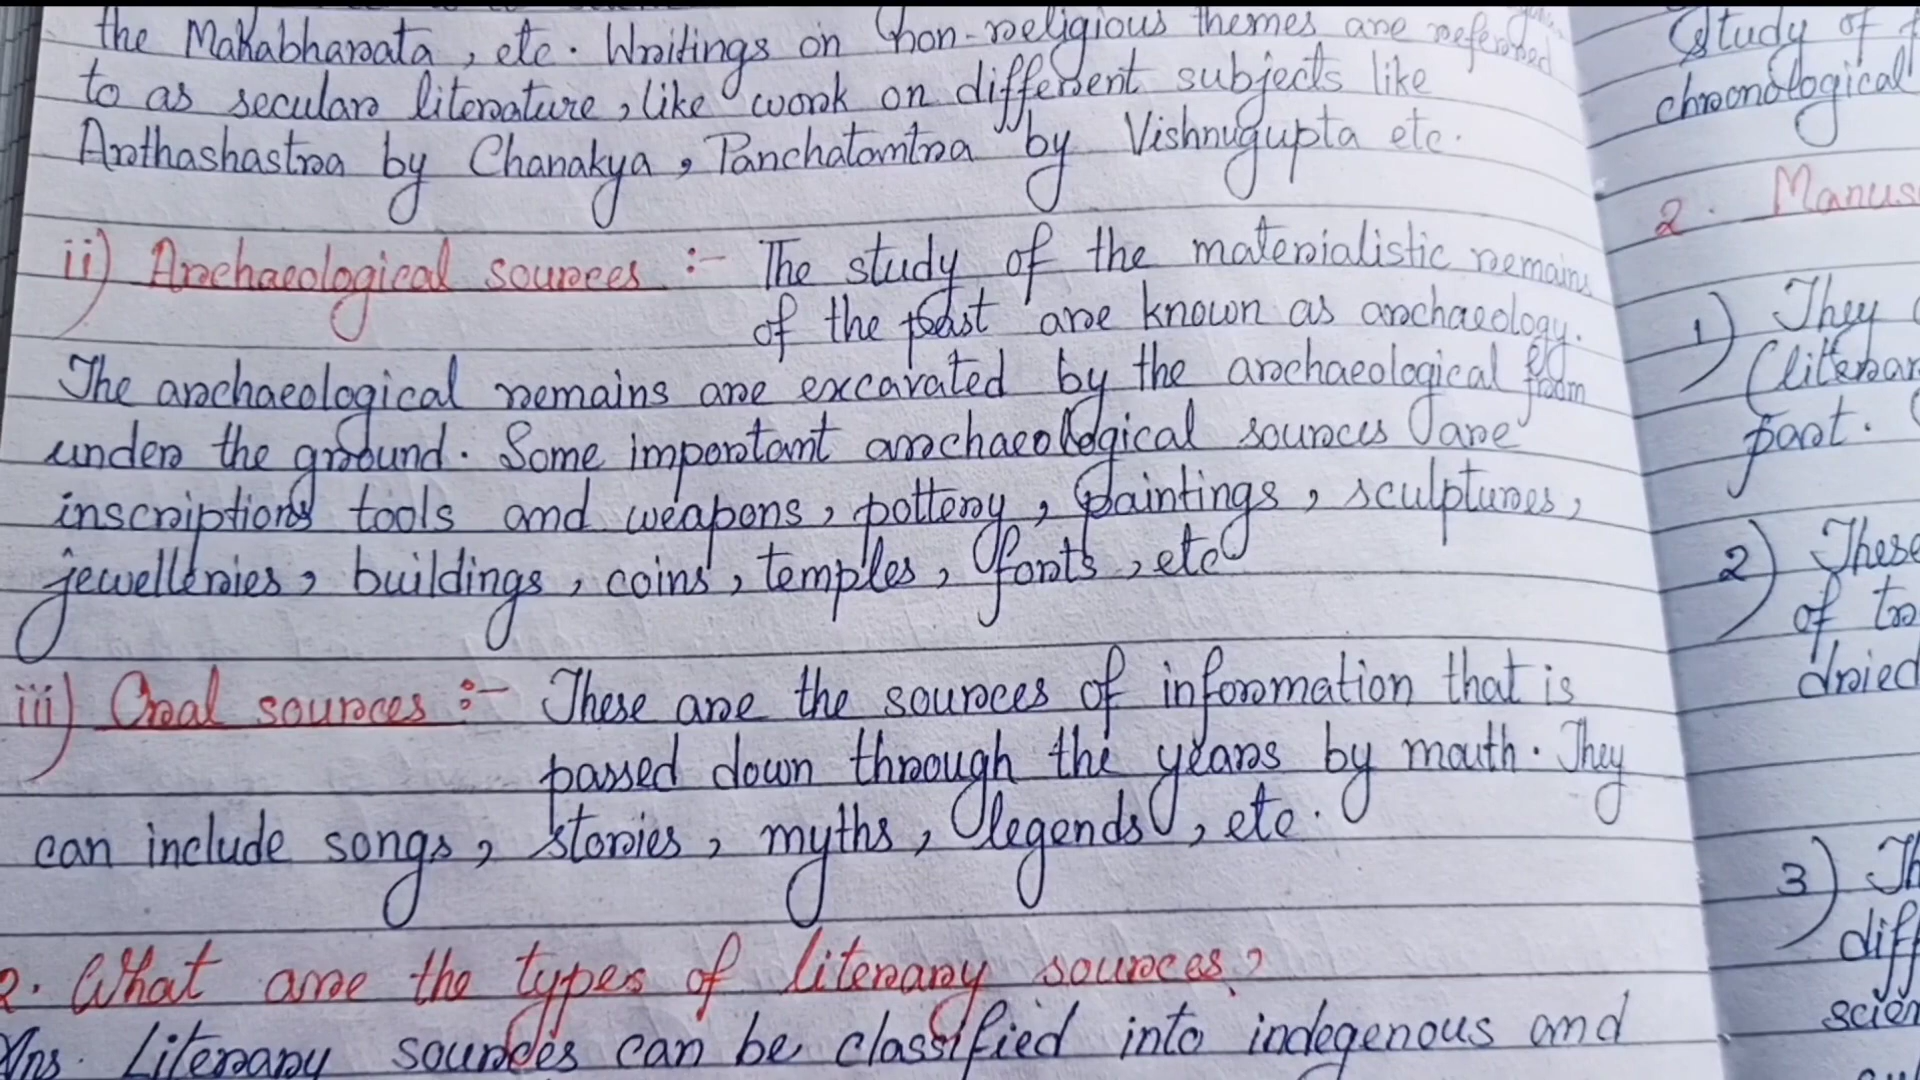 the Mahabharata, etc. Writings on non-religious themes are referred
to as secular literature, like work on different subjects like
Arthashastra by Chanakya, Panchatantra by Vishnugupta etc.
ii) Archaeological sources :- The study of the materialistic remains
of the past are known as archaeology.
The archaeological remains are excavated by the archaeological from
under the ground. Some important archaeological sources are
inscriptions tools and weapons, pottery, paintings, sculptures,
jewelleries, buildings, coins, temples, forts, etc
iii) Oral sources :- These are the sources of information that is
passed down through the years by mouth. They
can include songs, stories, myths, legends, etc.
2. What are the types of literary sources?
Ans. Literary sources can be classified into indegenous and
Study of
chronological
2. Manus
1) They
(literar
part.
2) These
of tr
dried
3) Th
diff
scien